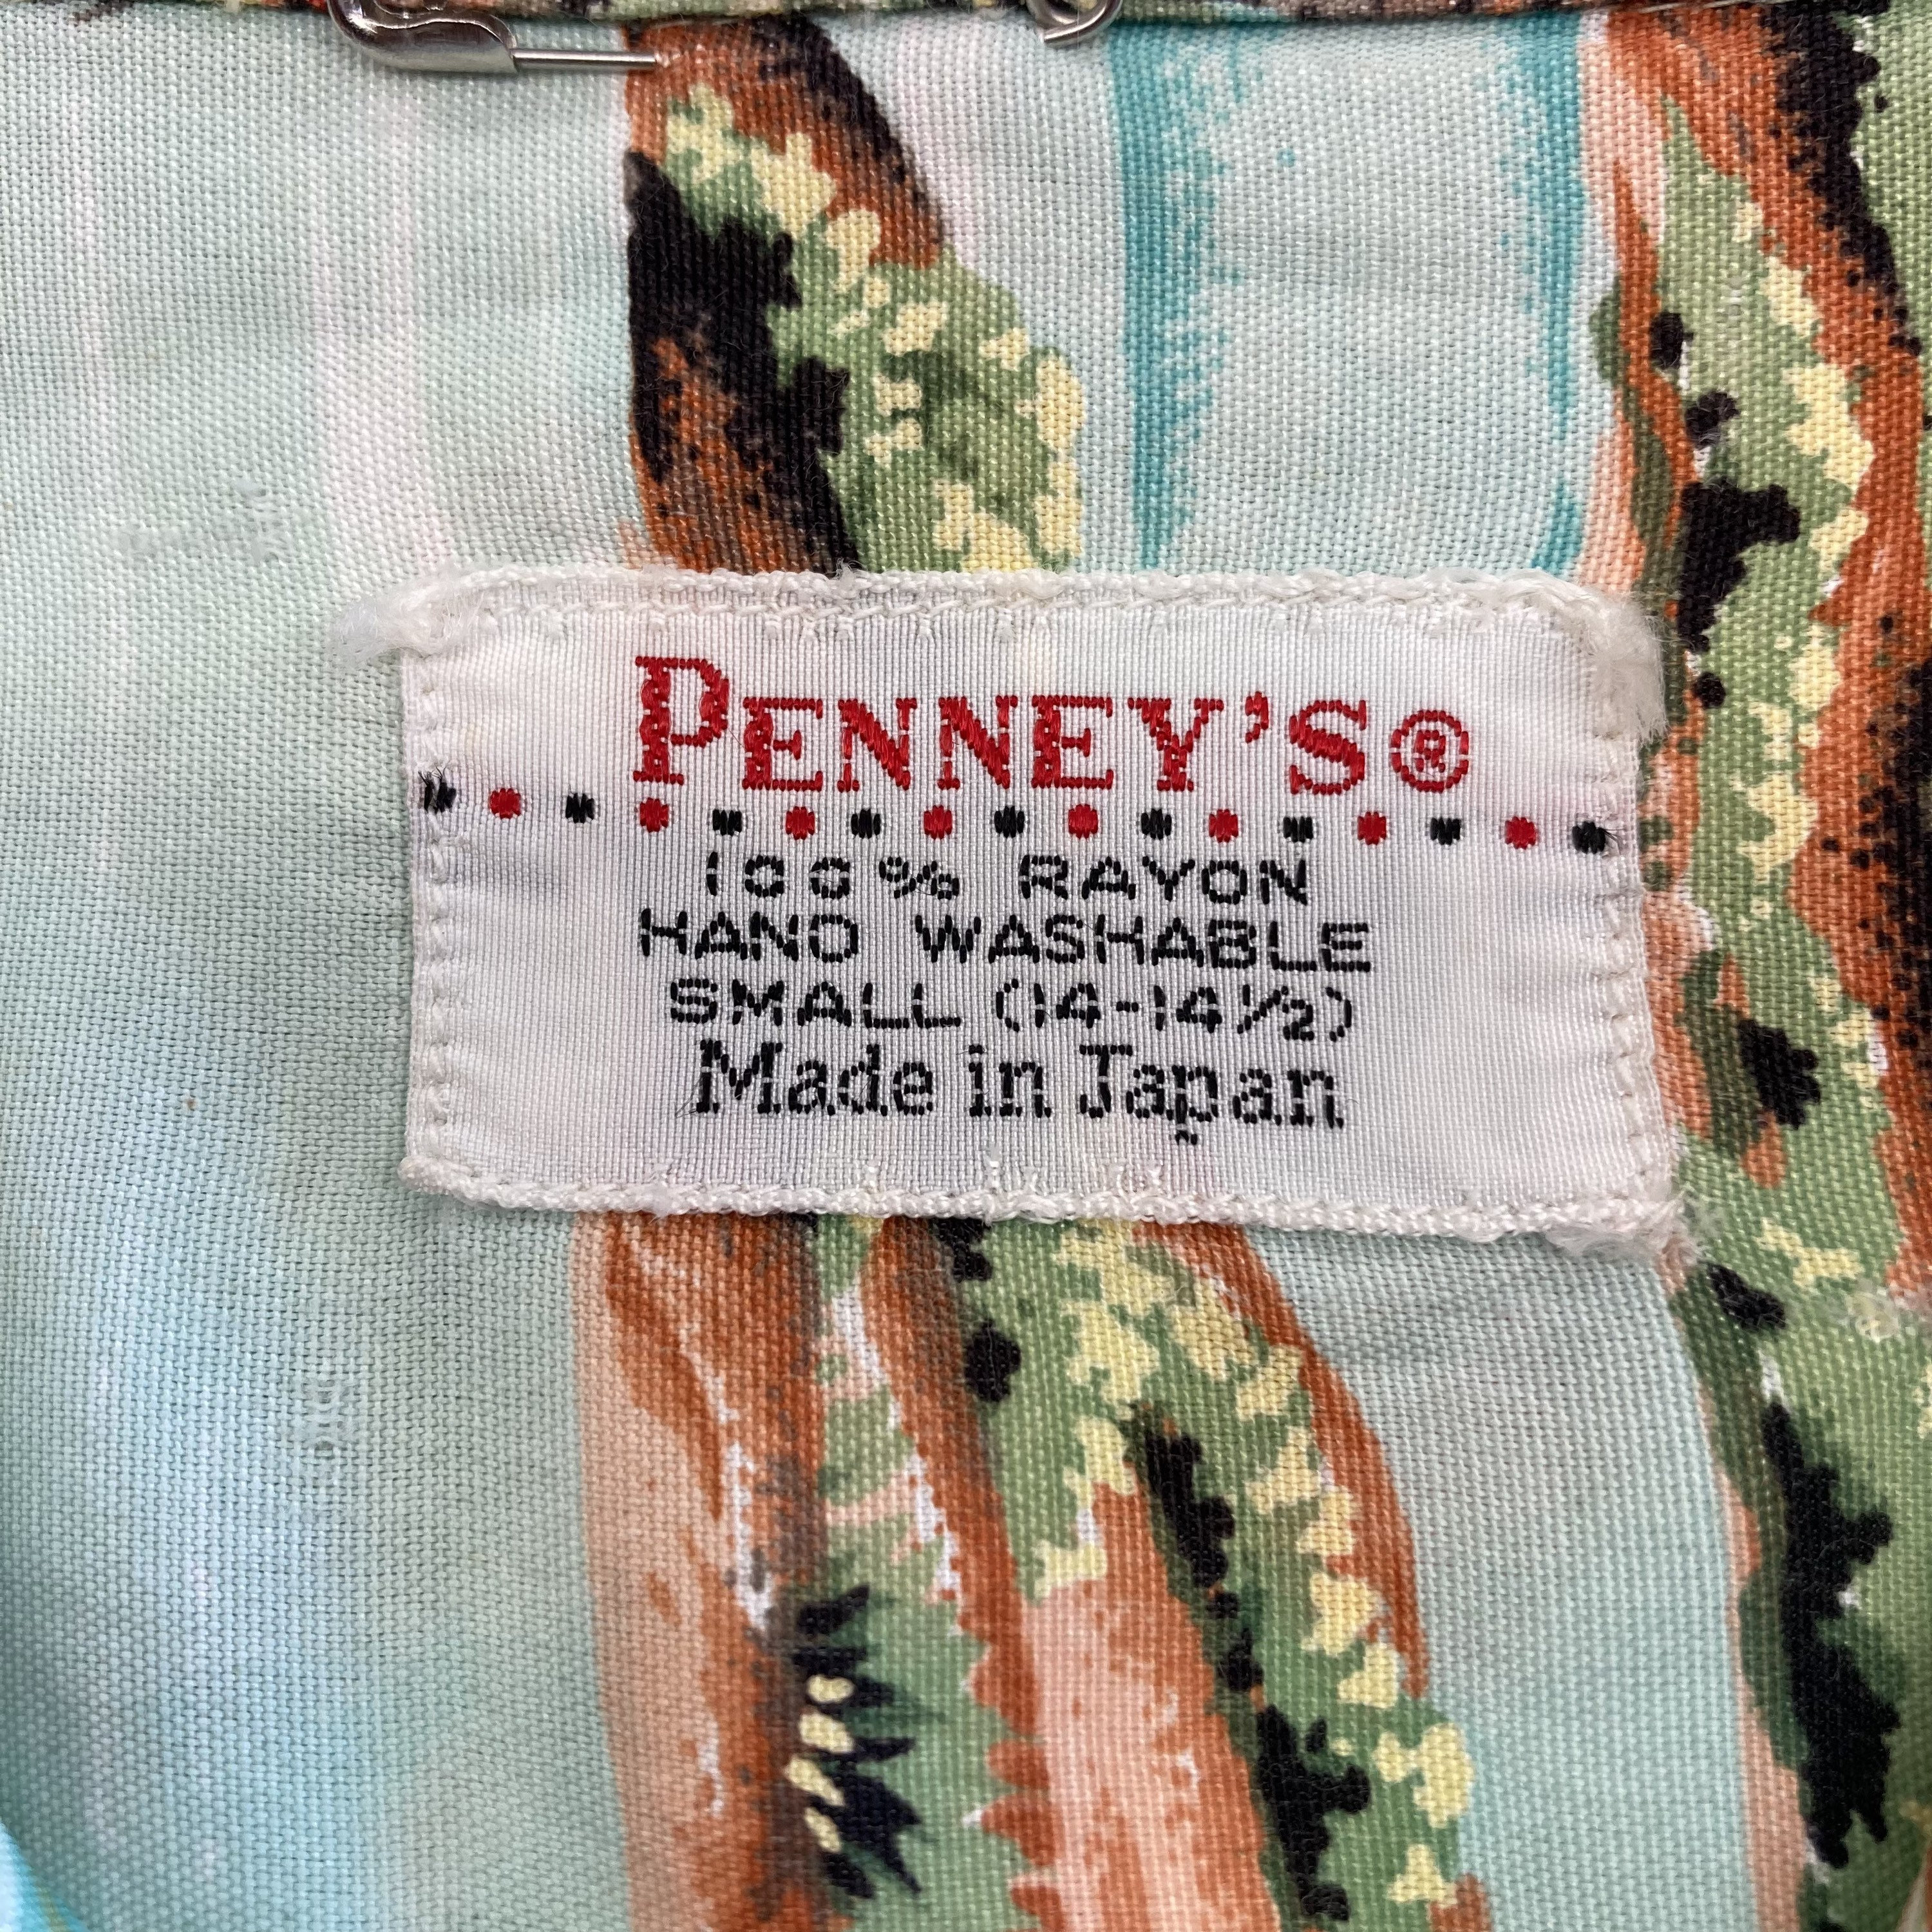 PENNEY'S®
100% RAYON
HAND WASHABLE
SMALL (14-14½)
Made in Japan